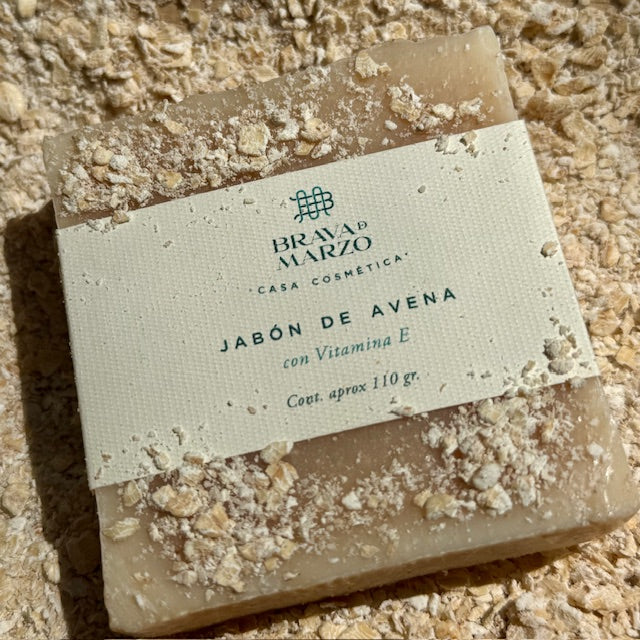 BRAVA D
MARZO
· CASA COSMÉTICA ·
JABÓN DE AVENA
con Vitamina E
Cont. aprox 110 gr.